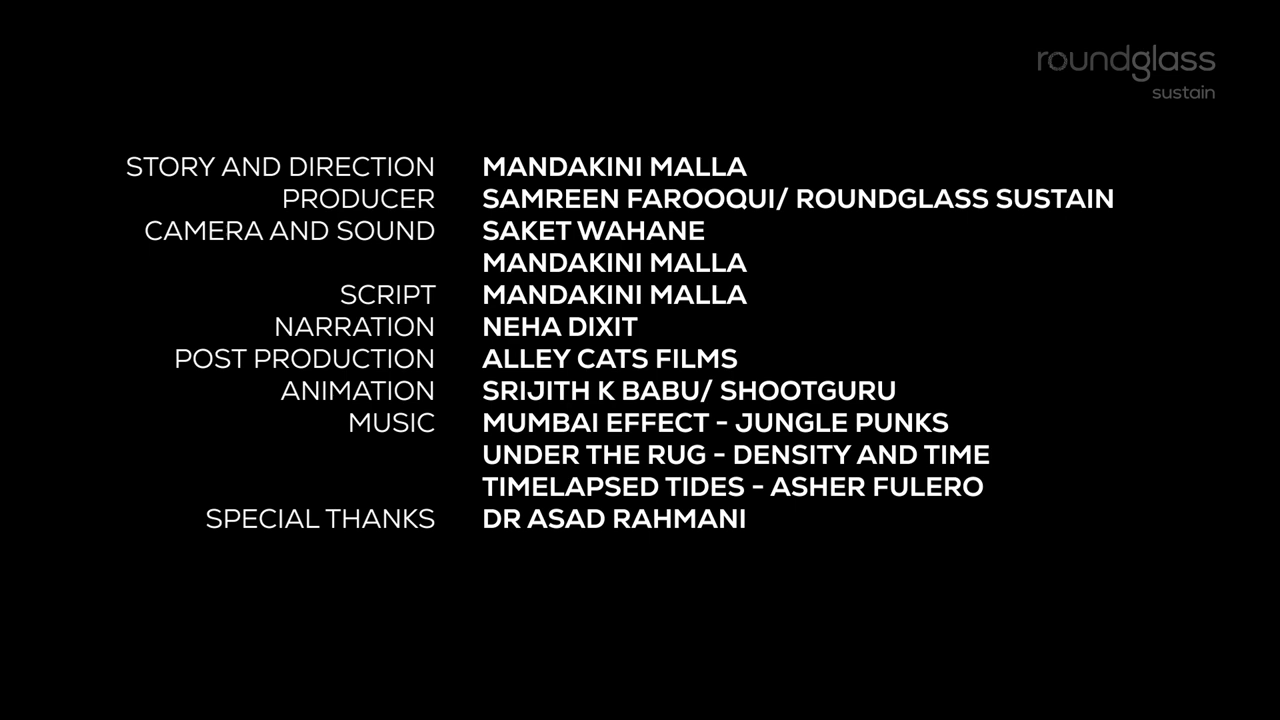 roundglass
sustain
STORY AND DIRECTION MANDAKINI MALLA
PRODUCER SAMREEN FAROOQUI/ ROUNDGLASS SUSTAIN
CAMERA AND SOUND SAKET WAHANE
MANDAKINI MALLA
SCRIPT MANDAKINI MALLA
NARRATION NEHA DIXIT
POST PRODUCTION ALLEY CATS FILMS
ANIMATION SRIJITH K BABU/ SHOOTGURU
MUSIC MUMBAI EFFECT - JUNGLE PUNKS
UNDER THE RUG - DENSITY AND TIME
TIMELAPSED TIDES - ASHER FULERO
SPECIAL THANKS DR ASAD RAHMANI